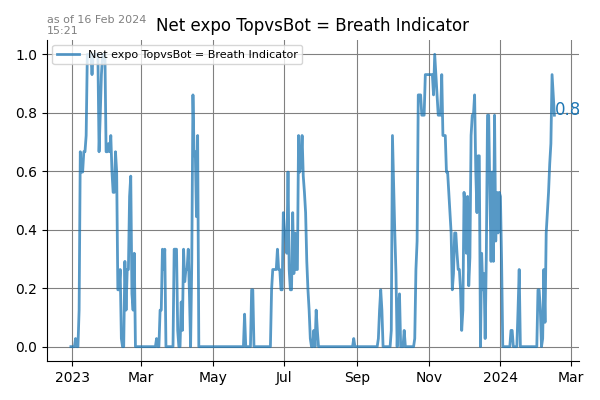 as of 16 Feb 2024
15:21
Net expo TopvsBot = Breath Indicator
Net expo TopvsBot = Breath Indicator
1.0
0.8
0.6
0.4
0.2
0.0
0.8
2023 Mar May Jul Sep Nov 2024 Mar